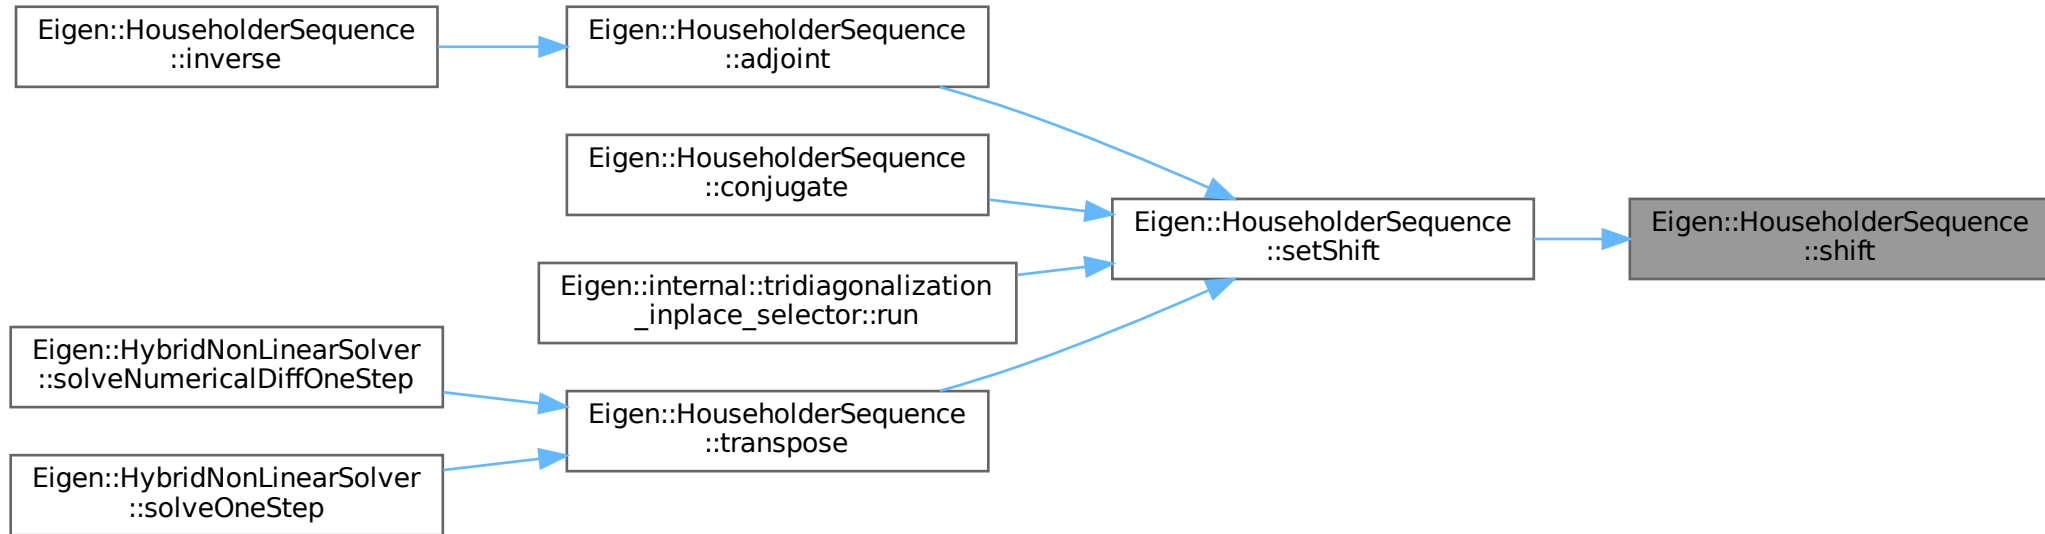 Eigen::HouseholderSequence
::inverse
Eigen::HouseholderSequence
::adjoint
Eigen::HouseholderSequence
::conjugate
Eigen::HouseholderSequence
::setShift
Eigen::HouseholderSequence
::shift
Eigen::internal::tridiagonalization
_inplace_selector::run
Eigen::HybridNonLinearSolver
::solveNumericalDiffOneStep
Eigen::HouseholderSequence
::transpose
Eigen::HybridNonLinearSolver
::solveOneStep